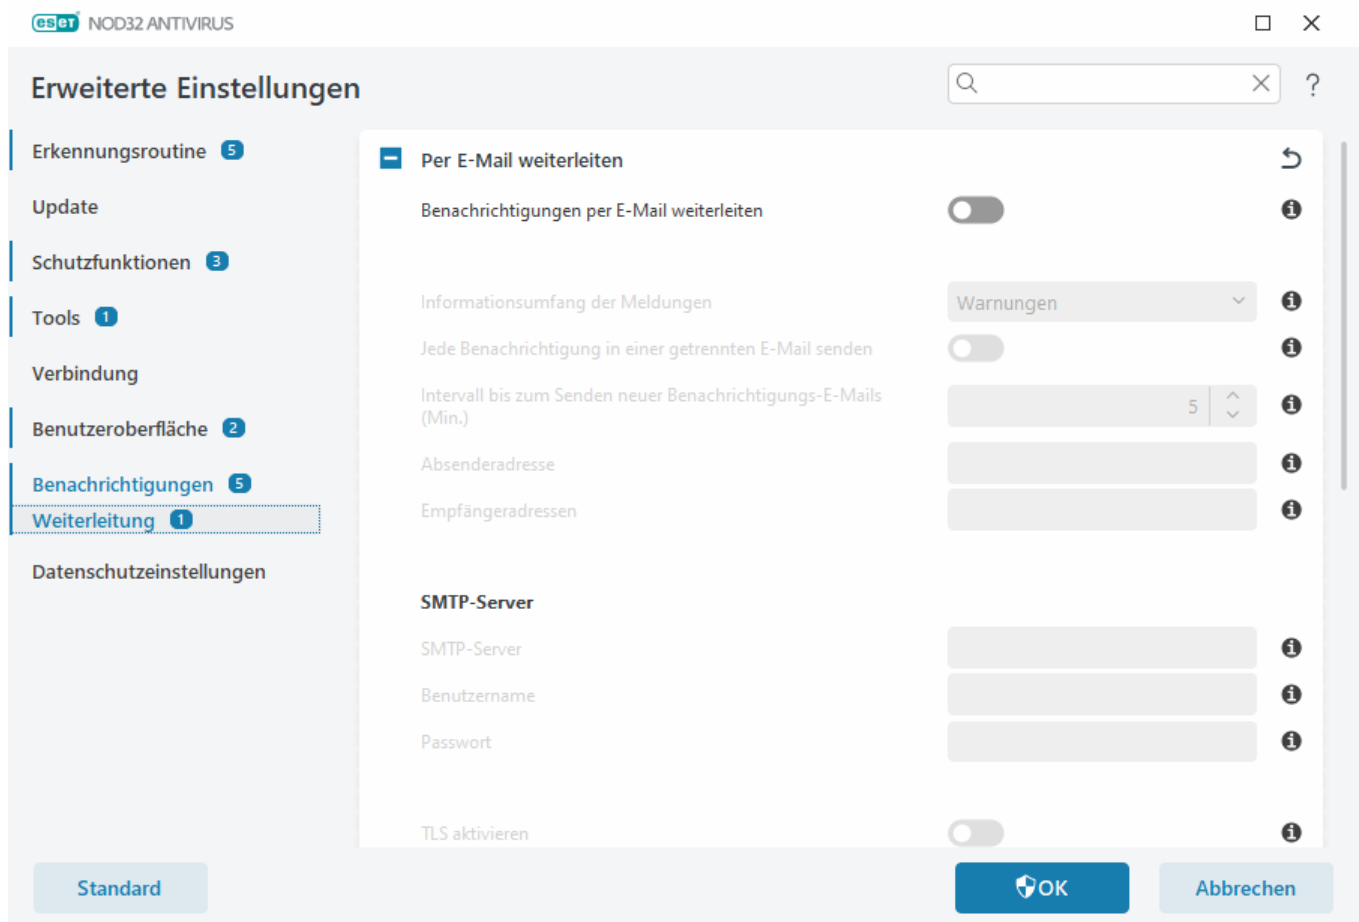 eset NOD32 ANTIVIRUS
Erweiterte Einstellungen
?
Erkennungsroutine 5
Update
Schutzfunktionen 3
Tools 1
Verbindung
Benutzeroberfläche 2
Benachrichtigungen 5
Weiterleitung 1
Datenschutzeinstellungen
Per E-Mail weiterleiten
Benachrichtigungen per E-Mail weiterleiten
Informationsumfang der Meldungen Warnungen
Jede Benachrichtigung in einer getrennten E-Mail senden
Intervall bis zum Senden neuer Benachrichtigungs-E-Mails
(Min.) 5
Absenderadresse
Empfängeradressen
SMTP-Server
SMTP-Server
Benutzername
Passwort
TLS aktivieren
Standard
OK
Abbrechen